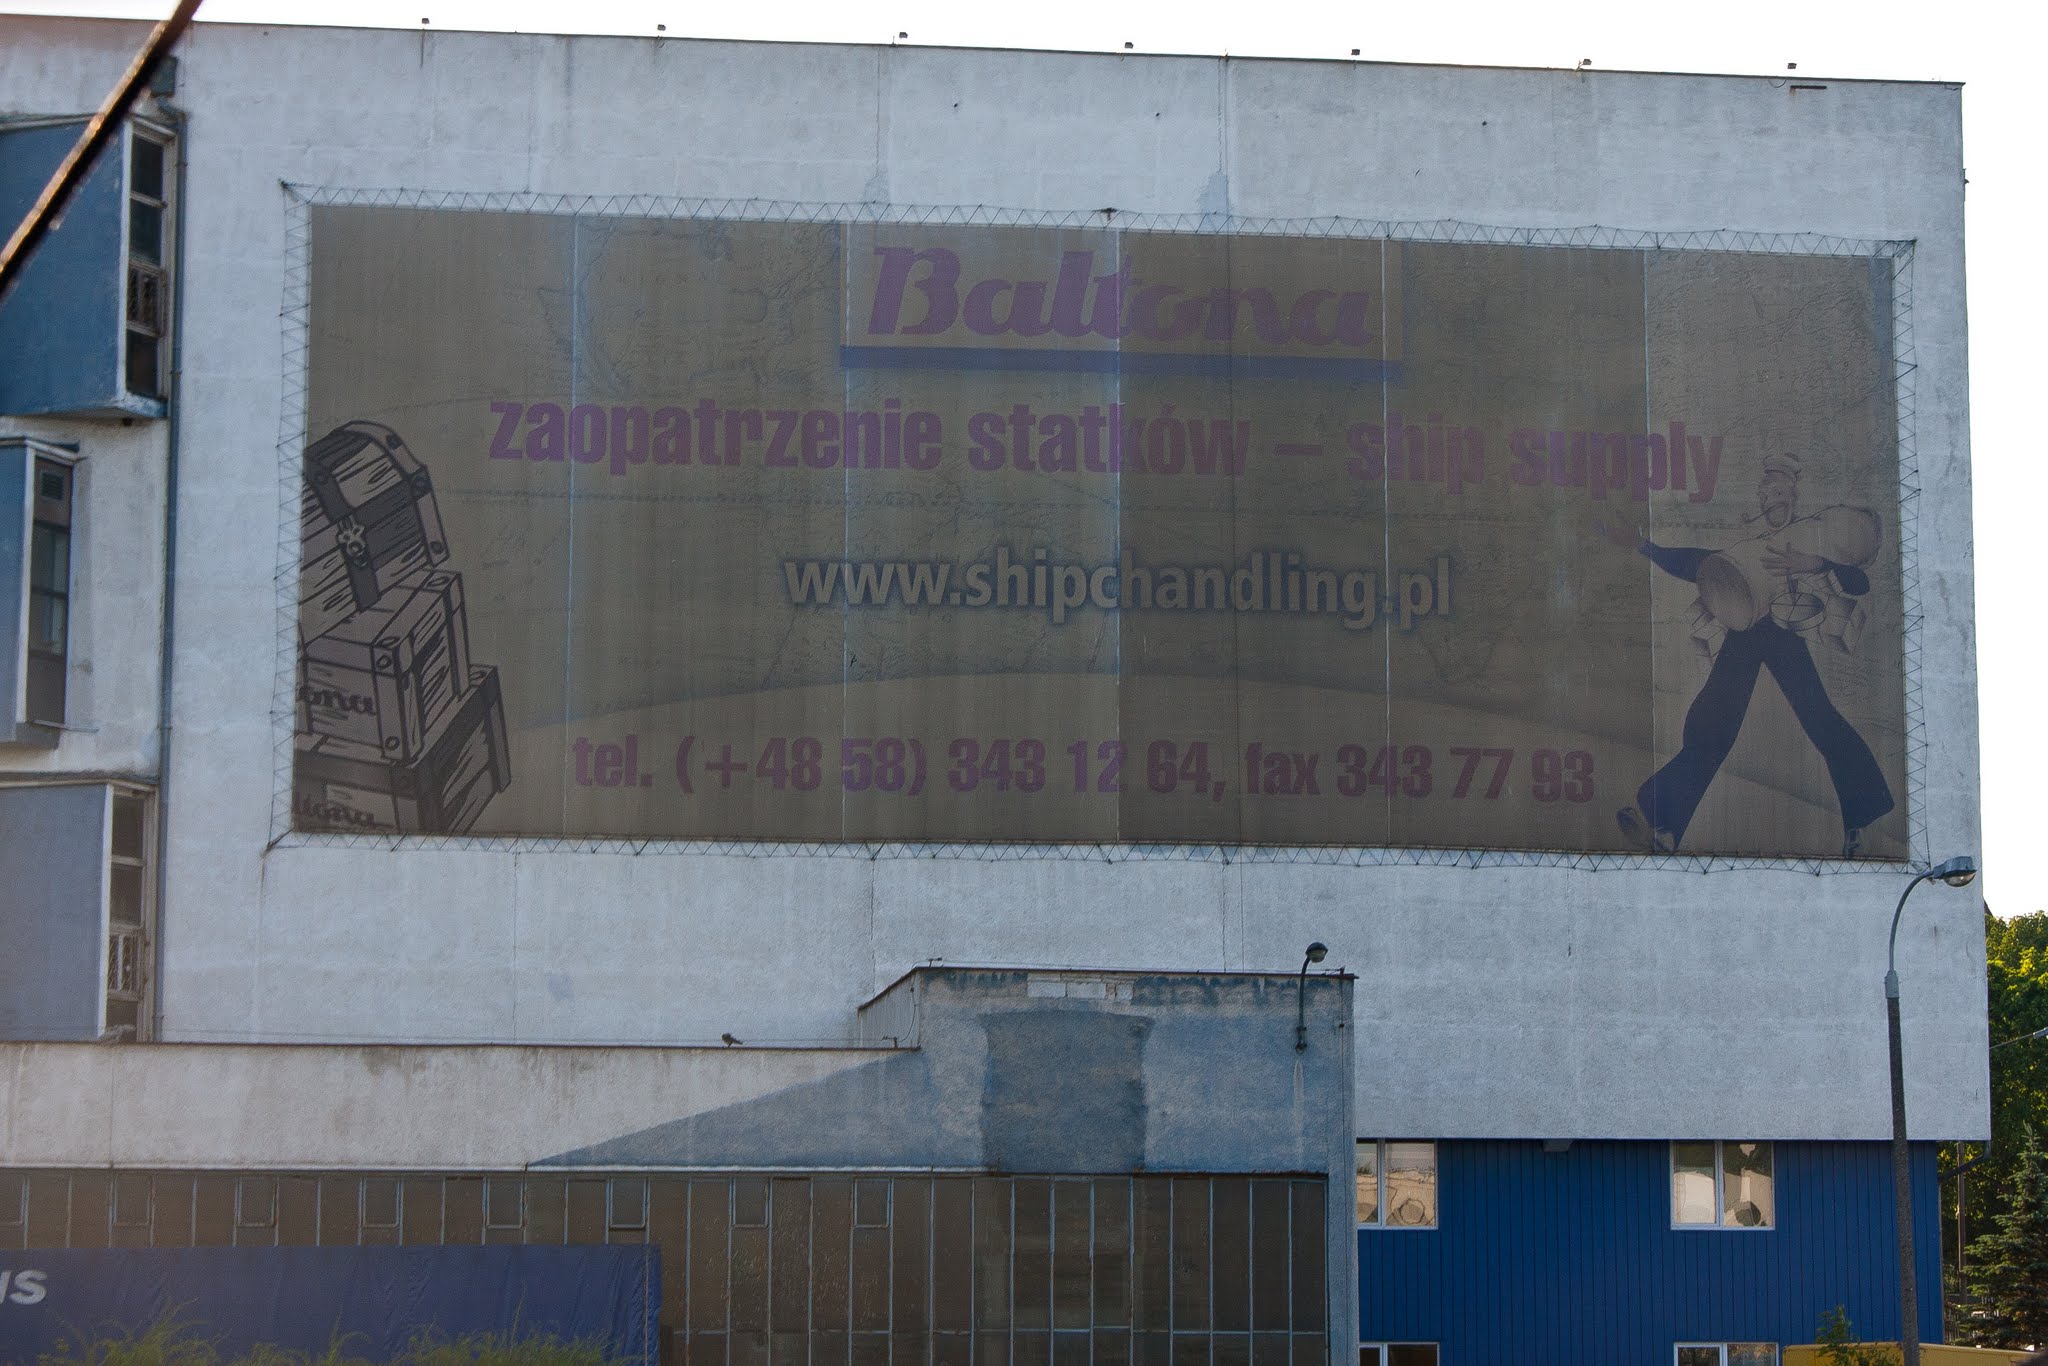 Baltona
zaopatrzenie statków – ship supply
www.shipchandling.pl
tel. (+48 58) 343 12 64, fax 343 77 93